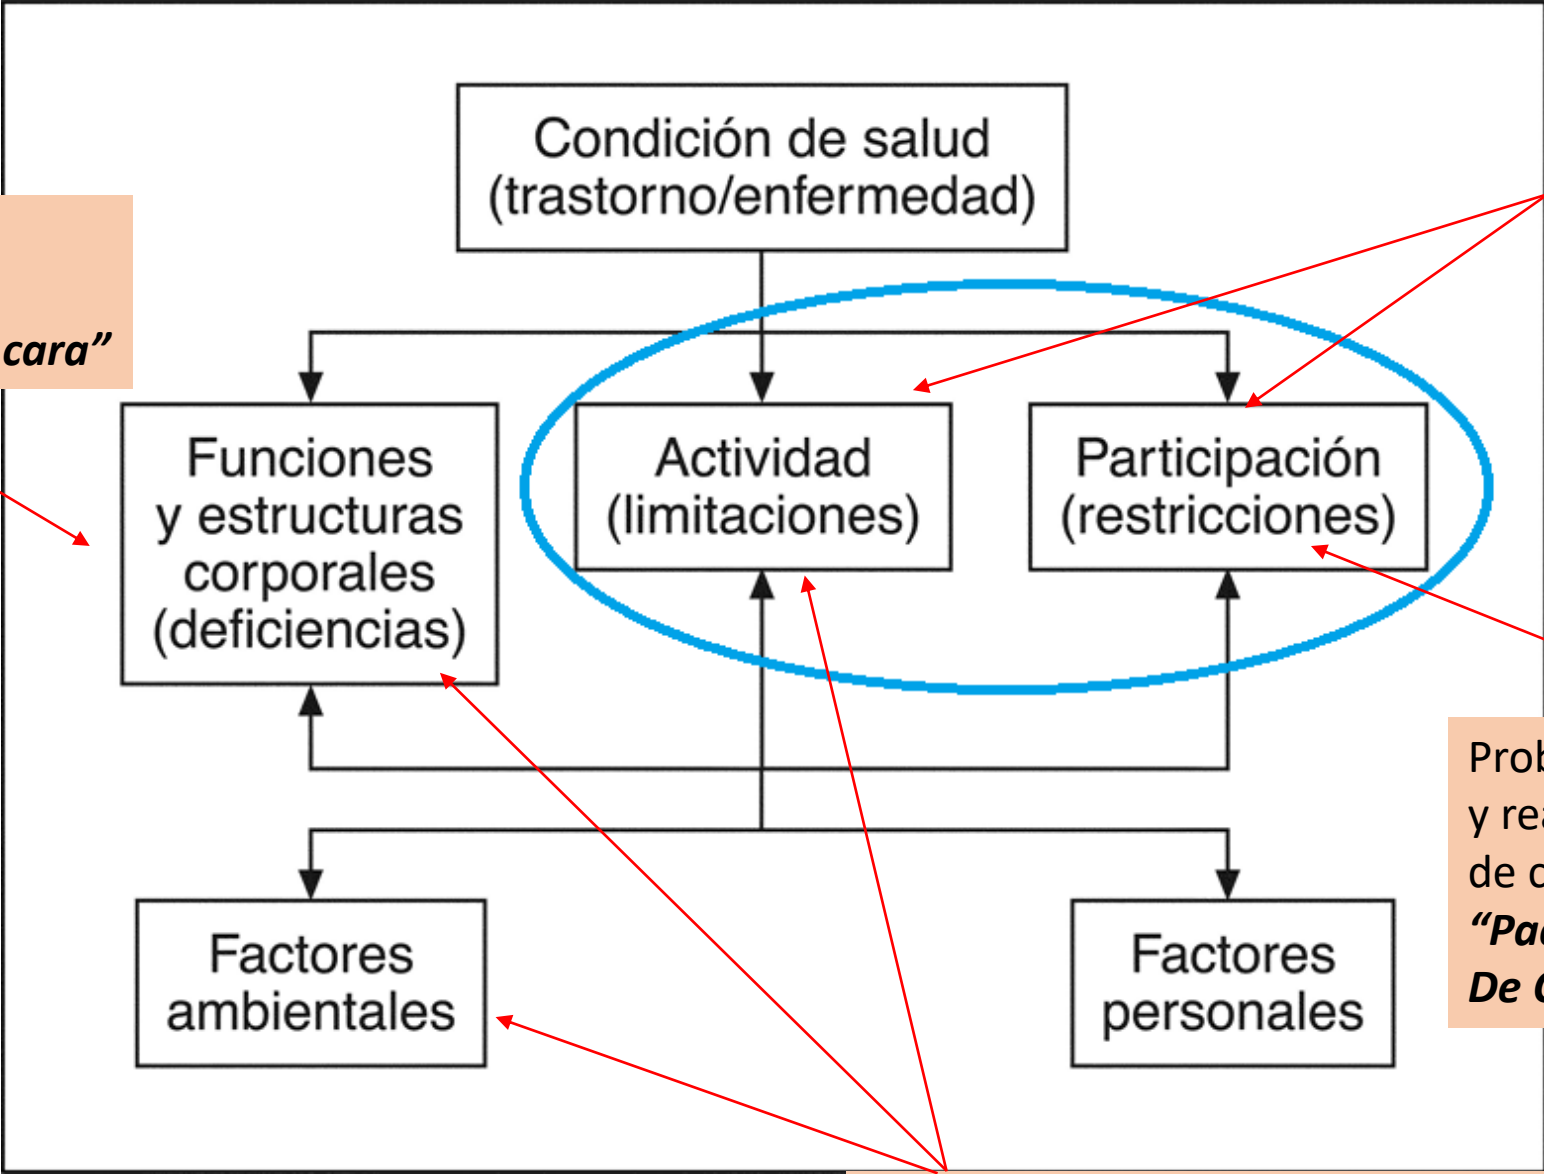 Condición de salud
(trastorno/enfermedad)
cara”
Funciones
y estructuras
corporales
(deficiencias)
Actividad
(limitaciones)
Participación
(restricciones)
Factores
ambientales
Factores
personales
y
de
De